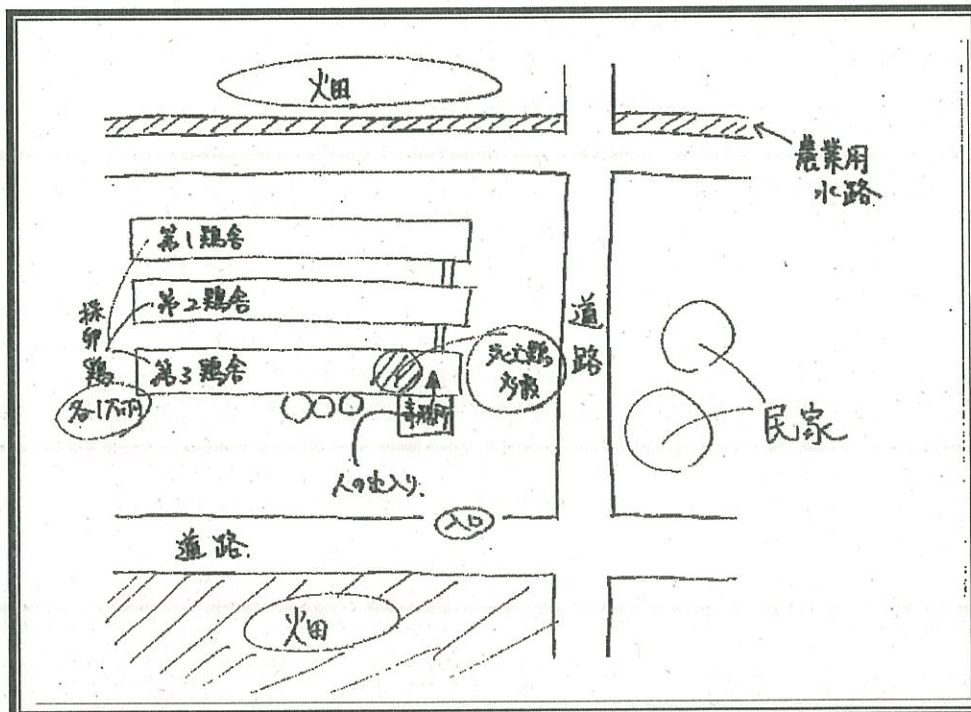 畑
農業用
水路
第1鶏舎
第2鶏舎
第3鶏舎
採卵
鶏
各1万羽
死亡鶏
多数
道
路
事務所
人の出入り.
民家
入口
道路.
畑